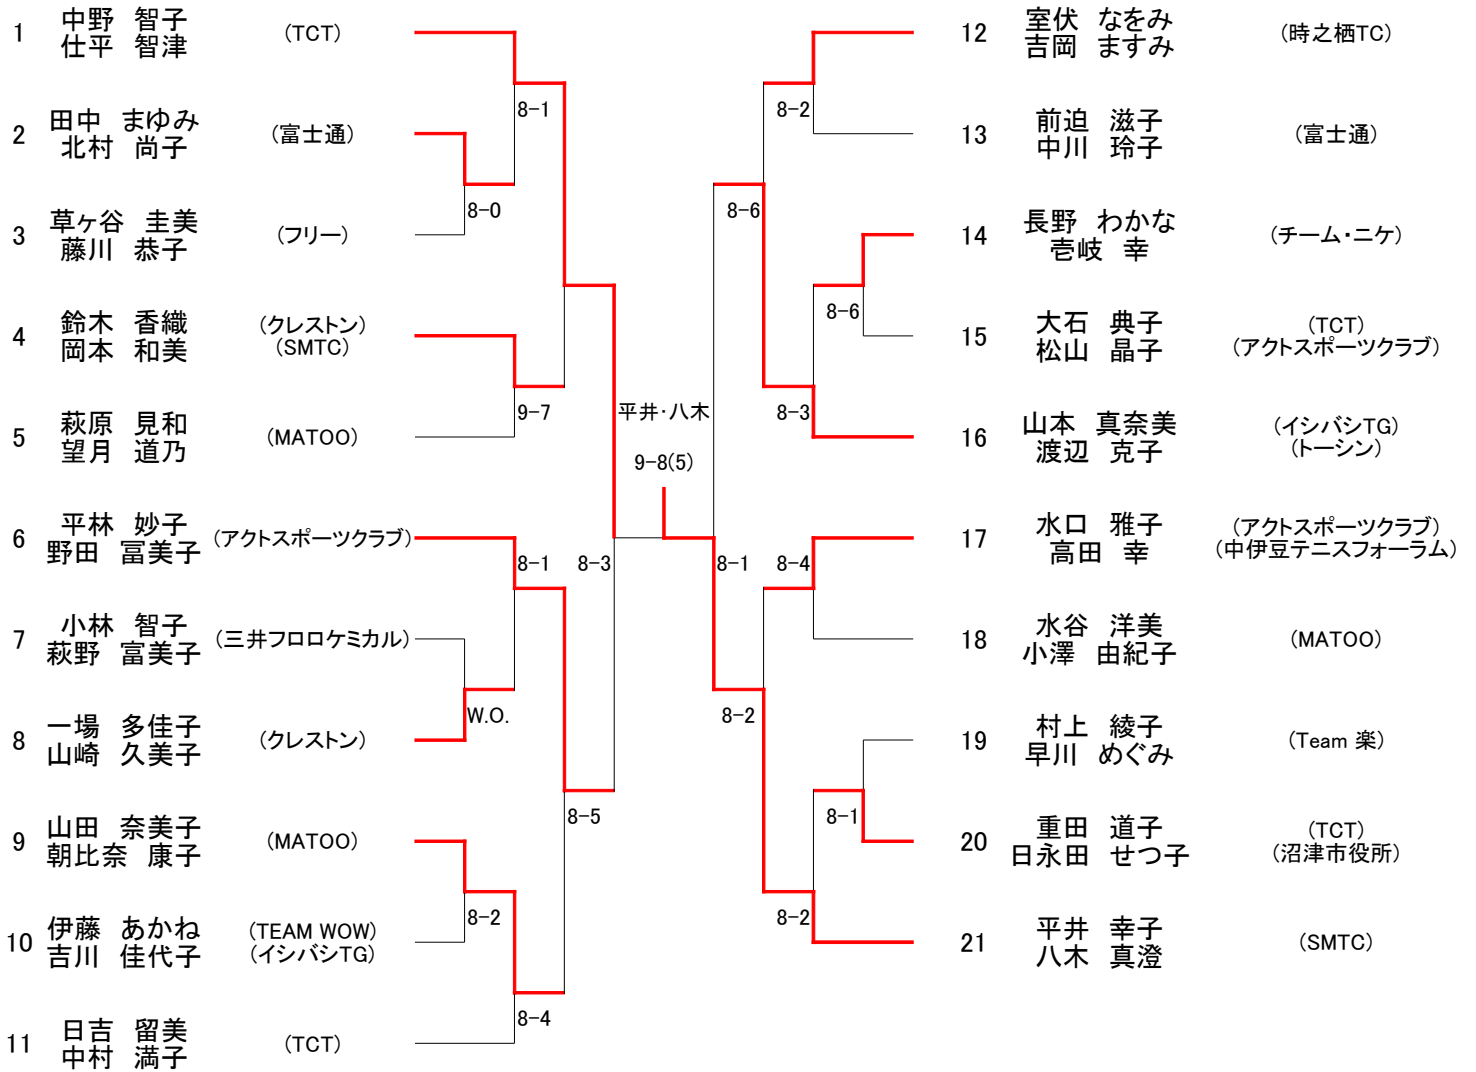 1 中野 智子 (TCT)
仕平 智津
8-1
2 田中 まゆみ (富士通)
北村 尚子
8-0
3 草ヶ谷 圭美 (フリー)
藤川 恭子
4 鈴木 香織 (クレストン)
岡本 和美 (SMTC)
9-7
5 萩原 見和 (MATOO)
望月 道乃
6 平林 妙子 (アクトスポーツクラブ)
野田 冨美子
8-1
8-3
7 小林 智子 (三井フロロケミカル)
萩野 富美子
W.O.
8 一場 多佳子 (クレストン)
山崎 久美子
8-5
9 山田 奈美子 (MATOO)
朝比奈 康子
8-2
10 伊藤 あかね (TEAM WOW)
吉川 佳代子 (イシバシTG)
8-4
11 日吉 留美 (TCT)
中村 満子
平井・八木
9-8(5)
12 室伏 なをみ (時之栖TC)
吉岡 ますみ
8-2
13 前迫 滋子 (富士通)
中川 玲子
8-6
14 長野 わかな (チーム・ニケ)
壱岐 幸
8-6
15 大石 典子 (TCT)
松山 晶子 (アクトスポーツクラブ)
8-3
16 山本 真奈美 (イシバシTG)
渡辺 克子 (トーシン)
17 水口 雅子 (アクトスポーツクラブ)
高田 幸 (中伊豆テニスフォーラム)
8-1
8-4
18 水谷 洋美 (MATOO)
小澤 由紀子
8-2
19 村上 綾子 (Team 楽)
早川 めぐみ
8-1
20 重田 道子 (TCT)
日永田 せつ子 (沼津市役所)
8-2
21 平井 幸子 (SMTC)
八木 真澄